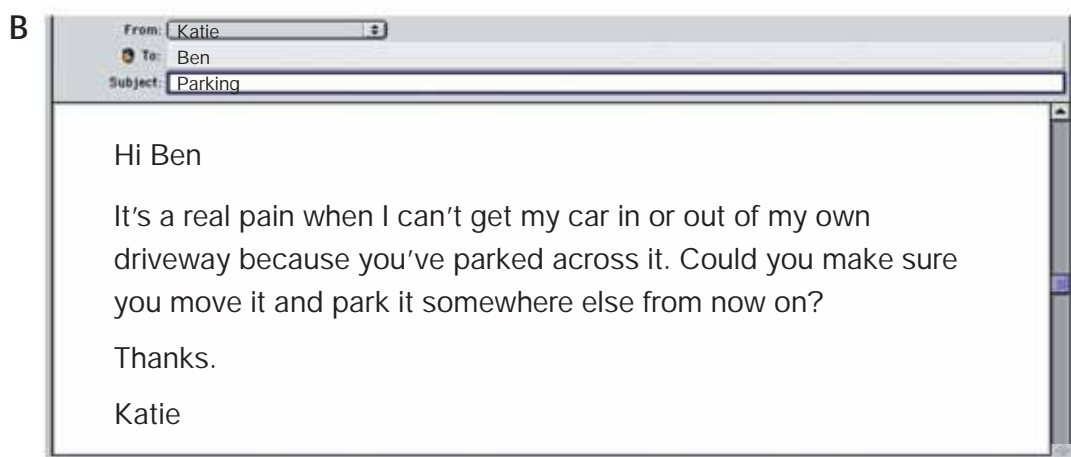 B
From: Katie
To: Ben
Subject: Parking
Hi Ben
It's a real pain when I can't get my car in or out of my own
driveway because you've parked across it. Could you make sure
you move it and park it somewhere else from now on?
Thanks.
Katie